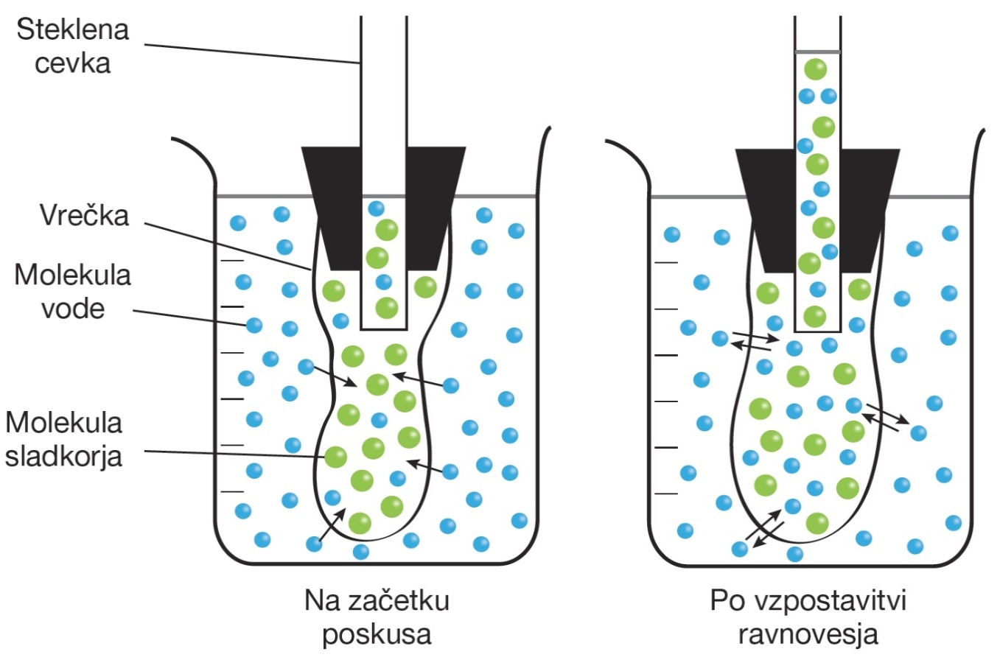 Steklena
cevka
Vrečka
Molekula
vode
Molekula
sladkorja
Na začetku
poskusa
Po vzpostavitvi
ravnovesja